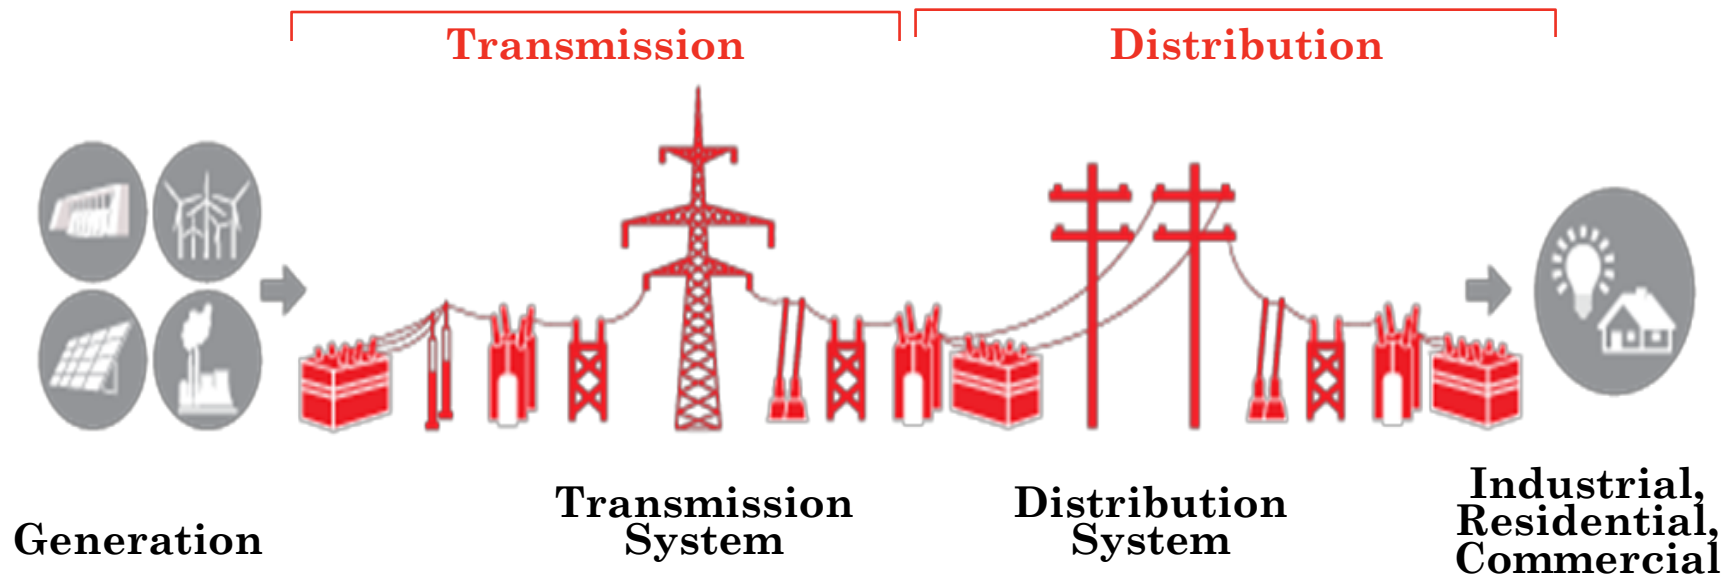 Transmission
Distribution
Generation
Transmission
System
Distribution
System
Industrial,
Residential,
Commercial